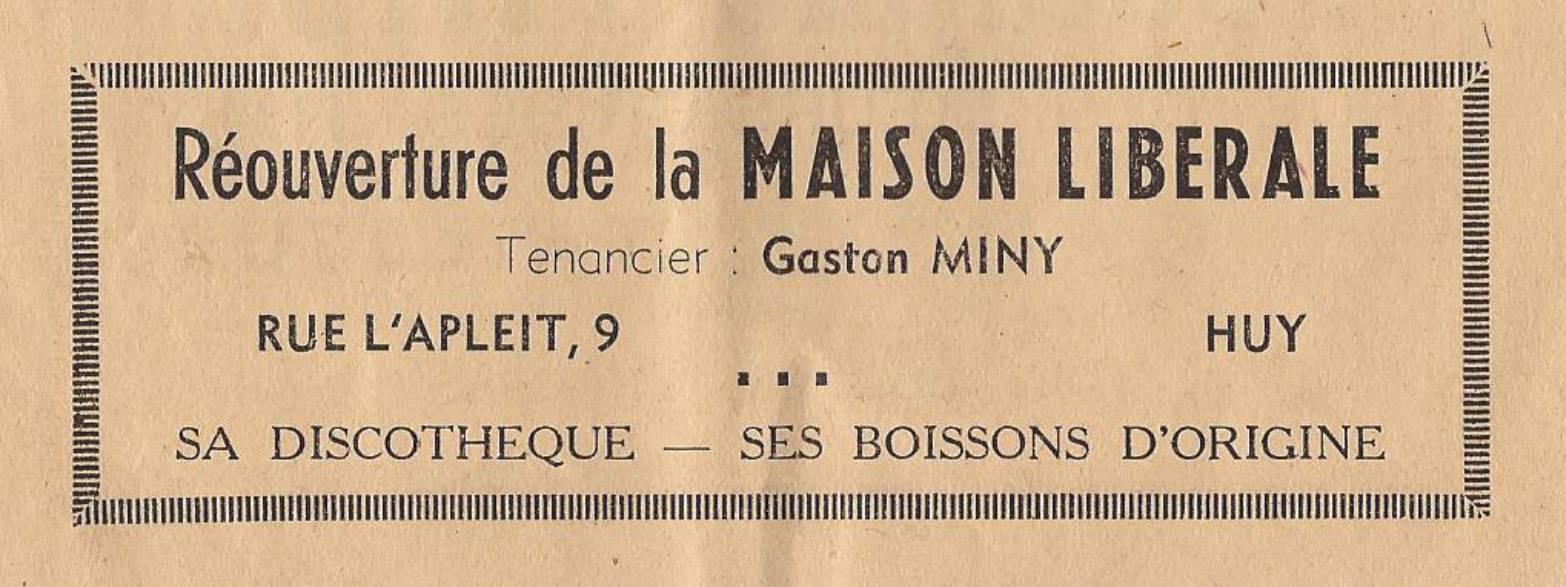 Réouverture de la MAISON LIBERALE
Tenancier : Gaston MINY
RUE L'APLEIT, 9 HUY
...
SA DISCOTHEQUE — SES BOISSONS D'ORIGINE